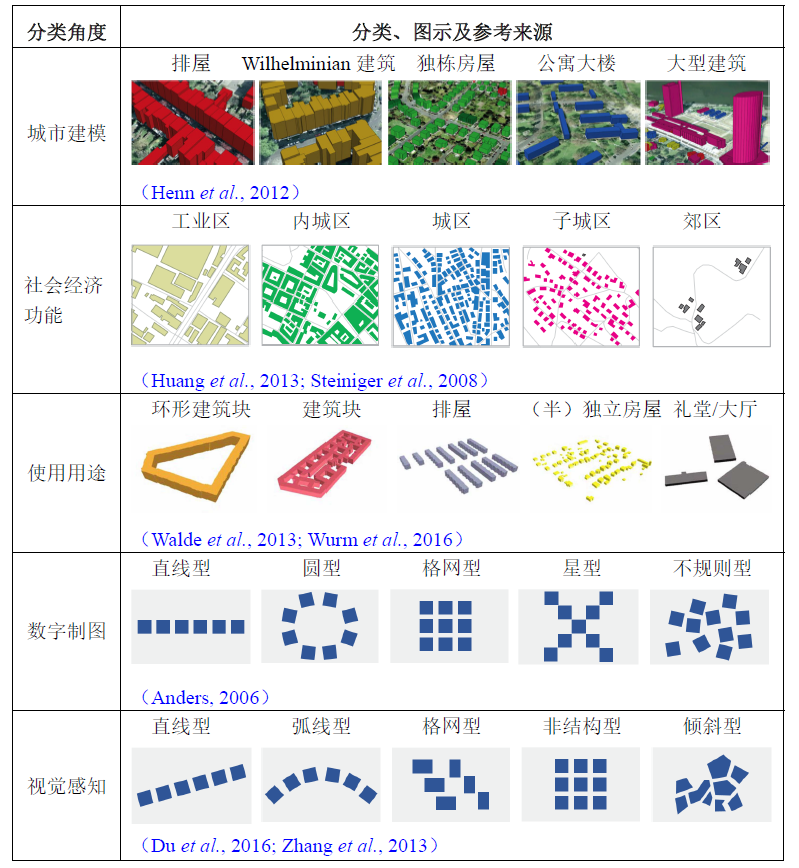 分类角度 分类、图示及参考来源
排屋 Wilhelminian 建筑 独栋房屋 公寓大楼 大型建筑
城市建模
（Henn et al., 2012）
工业区 内城区 城区 子城区 郊区
社会经济
功能
（Huang et al., 2013; Steiniger et al., 2008）
环形建筑块 建筑块 排屋 （半）独立房屋 礼堂/大厅
使用用途
（Walde et al., 2013; Wurm et al., 2016）
直线型 圆型 格网型 星型 不规则型
数字制图
（Anders, 2006）
直线型 弧线型 格网型 非结构型 倾斜型
视觉感知
（Du et al., 2016; Zhang et al., 2013）